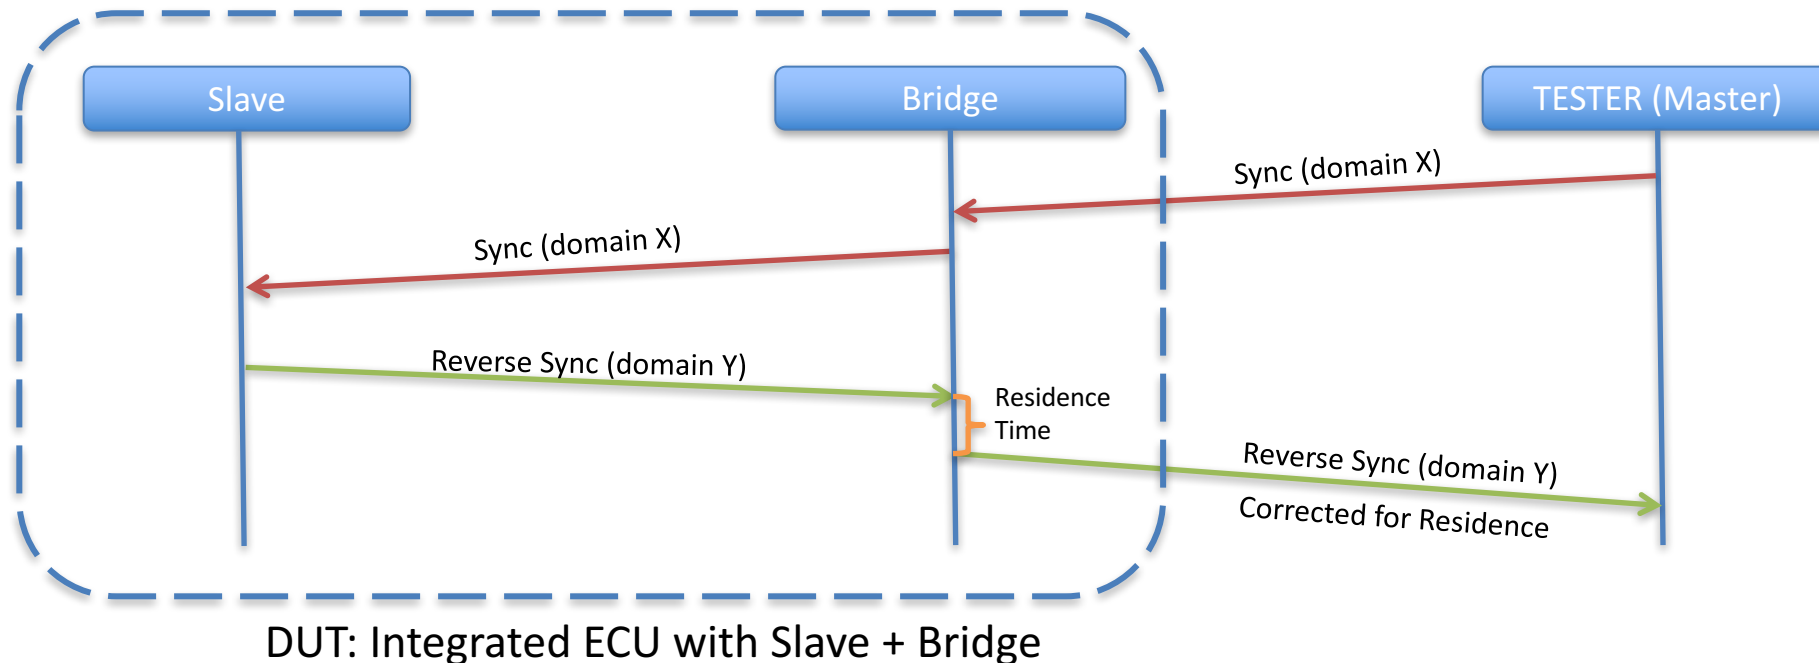 Slave
Bridge
TESTER (Master)
Sync (domain X)
Sync (domain X)
Reverse Sync (domain Y)
Residence
Time
Reverse Sync (domain Y)
Corrected for Residence
DUT: Integrated ECU with Slave + Bridge